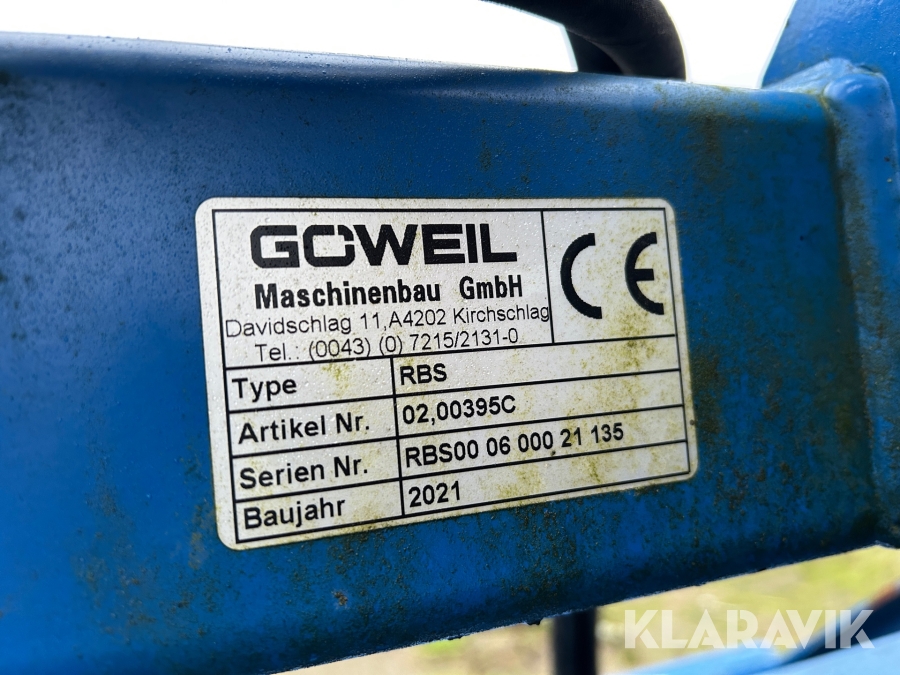 GÖWEIL
Maschinenbau GmbH
Davidschlag 11,A4202 Kirchschlag
Tel.: (0043) (0) 7215/2131-0
CE
Type RBS
Artikel Nr. 02,00395C
Serien Nr. RBS00 06 000 21 135
Baujahr 2021
KLARAVIK